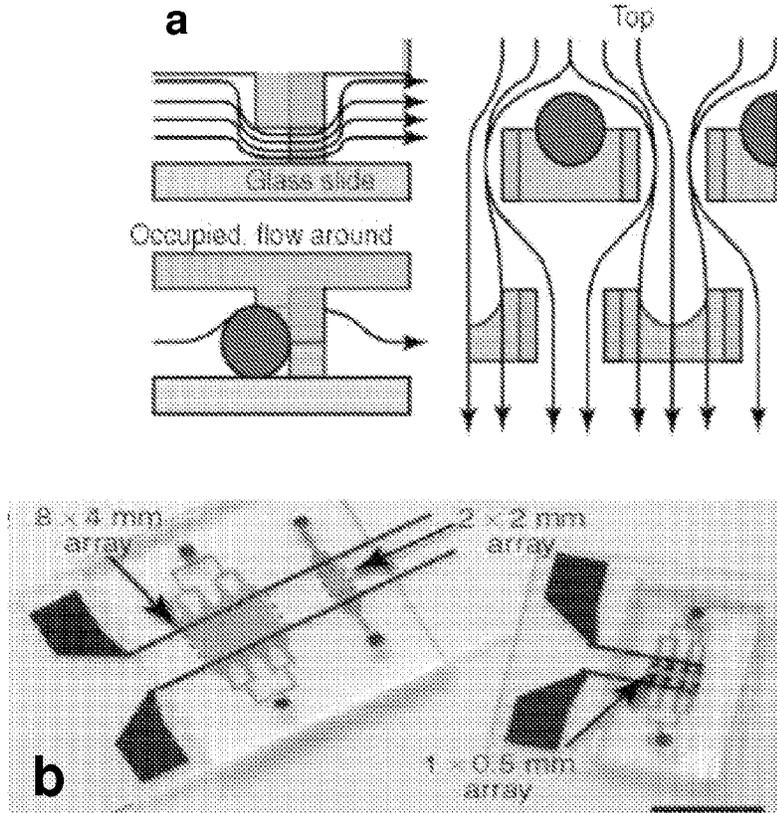 a
Top
Glass slide
Occupied. flow around
8 × 4 mm
array
2 × 2 mm
array
1 × 0.5 mm
array
b